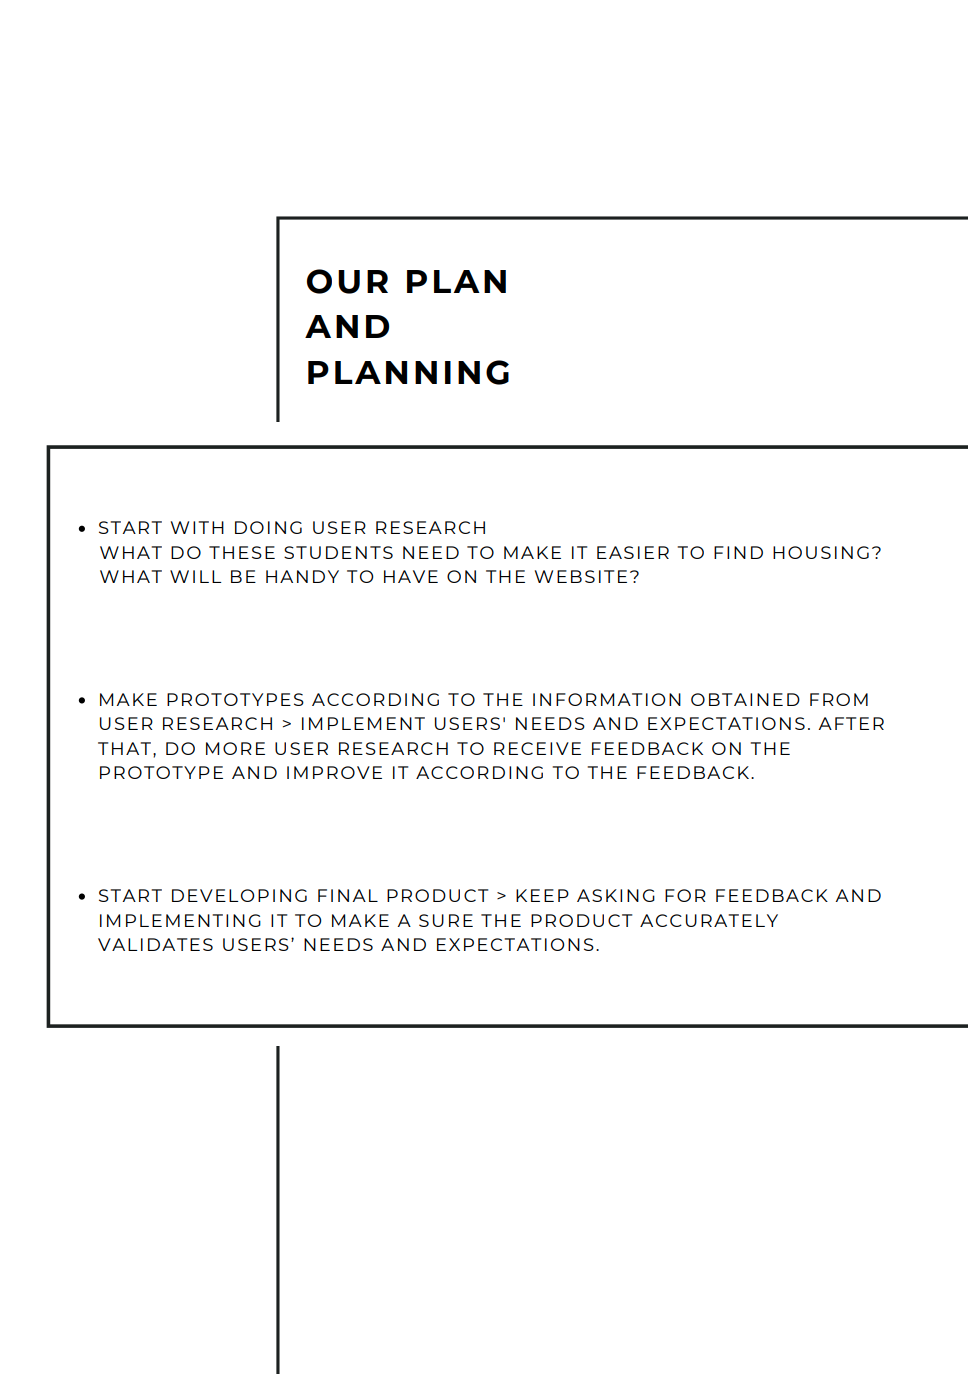 OUR PLAN
AND
PLANNING
• START WITH DOING USER RESEARCH
WHAT DO THESE STUDENTS NEED TO MAKE IT EASIER TO FIND HOUSING?
WHAT WILL BE HANDY TO HAVE ON THE WEBSITE?
• MAKE PROTOTYPES ACCORDING TO THE INFORMATION OBTAINED FROM
USER RESEARCH > IMPLEMENT USERS' NEEDS AND EXPECTATIONS. AFTER
THAT, DO MORE USER RESEARCH TO RECEIVE FEEDBACK ON THE
PROTOTYPE AND IMPROVE IT ACCORDING TO THE FEEDBACK.
• START DEVELOPING FINAL PRODUCT > KEEP ASKING FOR FEEDBACK AND
IMPLEMENTING IT TO MAKE A SURE THE PRODUCT ACCURATELY
VALIDATES USERS’ NEEDS AND EXPECTATIONS.